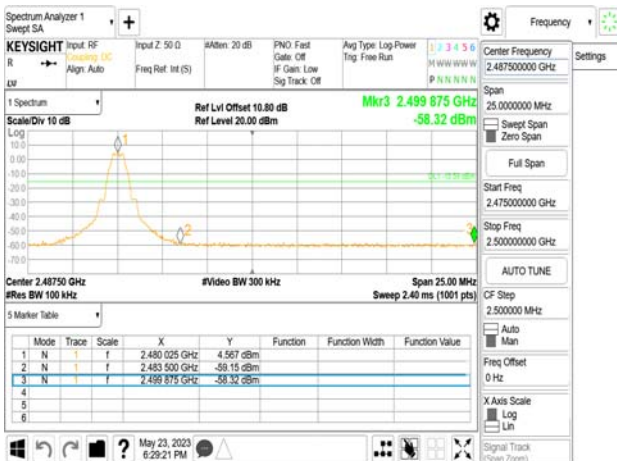 Spectrum Analyzer 1
Swept SA
Frequency
KEYSIGHT
Input: RF
Coupling: DC
Align: Auto
Input Z: 50 Ω
Freq Ref: Int (S)
#Atten: 20 dB
PNO: Fast
Gate: Off
IF Gain: Low
Sig Track: Off
Avg Type: Log-Power
Trig: Free Run
1 2 3 4 5 6
M W W W W W
P N N N N N
R
LXI
1 Spectrum
Scale/Div 10 dB
Ref Lvl Offset 10.80 dB
Ref Level 20.00 dBm
Mkr3 2.499 875 GHz
-58.32 dBm
Log
10.0
0.00
-10.0
-20.0
-30.0
-40.0
-50.0
-60.0
-70.0
1
2
3
Center 2.48750 GHz
#Res BW 100 kHz
#Video BW 300 kHz
Span 25.00 MHz
Sweep 2.40 ms (1001 pts)
5 Marker Table
Mode Trace Scale X Y Function Function Width Function Value
1 N 1 f 2.480 025 GHz 4.567 dBm
2 N 1 f 2.483 500 GHz -59.15 dBm
3 N 1 f 2.499 875 GHz -58.32 dBm
4
5
6
May 23, 2023
6:29:21 PM
Center Frequency
2.487500000 GHz
Settings
Span
25.0000000 MHz
Swept Span
Zero Span
Full Span
Start Freq
2.475000000 GHz
Stop Freq
2.500000000 GHz
AUTO TUNE
CF Step
2.500000 MHz
Auto
Man
Freq Offset
0 Hz
X Axis Scale
Log
Lin
Signal Track
(Span Zoom)